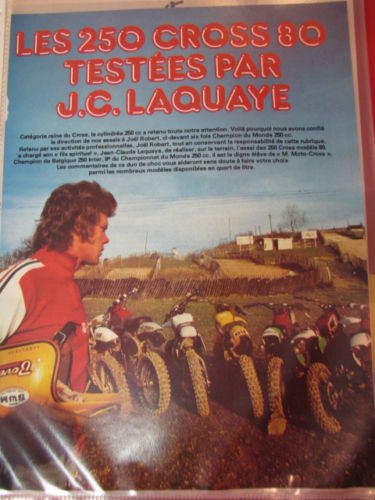 LES 250 CROSS 80
TESTÉES PAR
J.C. LAQUAYE
Catégorie reine du Cross, la cylindrée 250 cc a retenu toute notre attention. Voilà pourquoi nous avons confié
la direction de nos essais à Joël Robert, ci-devant six fois Champion du Monde 250 cc.
Retenu par ses activités professionnelles, Joël Robert, tout en conservant la responsabilité de cette rubrique,
a chargé son « fils spirituel », Jean-Claude Laquaye, de réaliser, sur le terrain, l'essai des 250 Cross modèle 80.
Champion de Belgique 250 Inter, 9e du Championnat du Monde 250 cc, il est le digne élève de « M. Moto-Cross ».
Les commentaires de ce duo de choc vous aideront sans doute à faire votre choix
parmi les nombreux modèles disponibles en quart de litre.